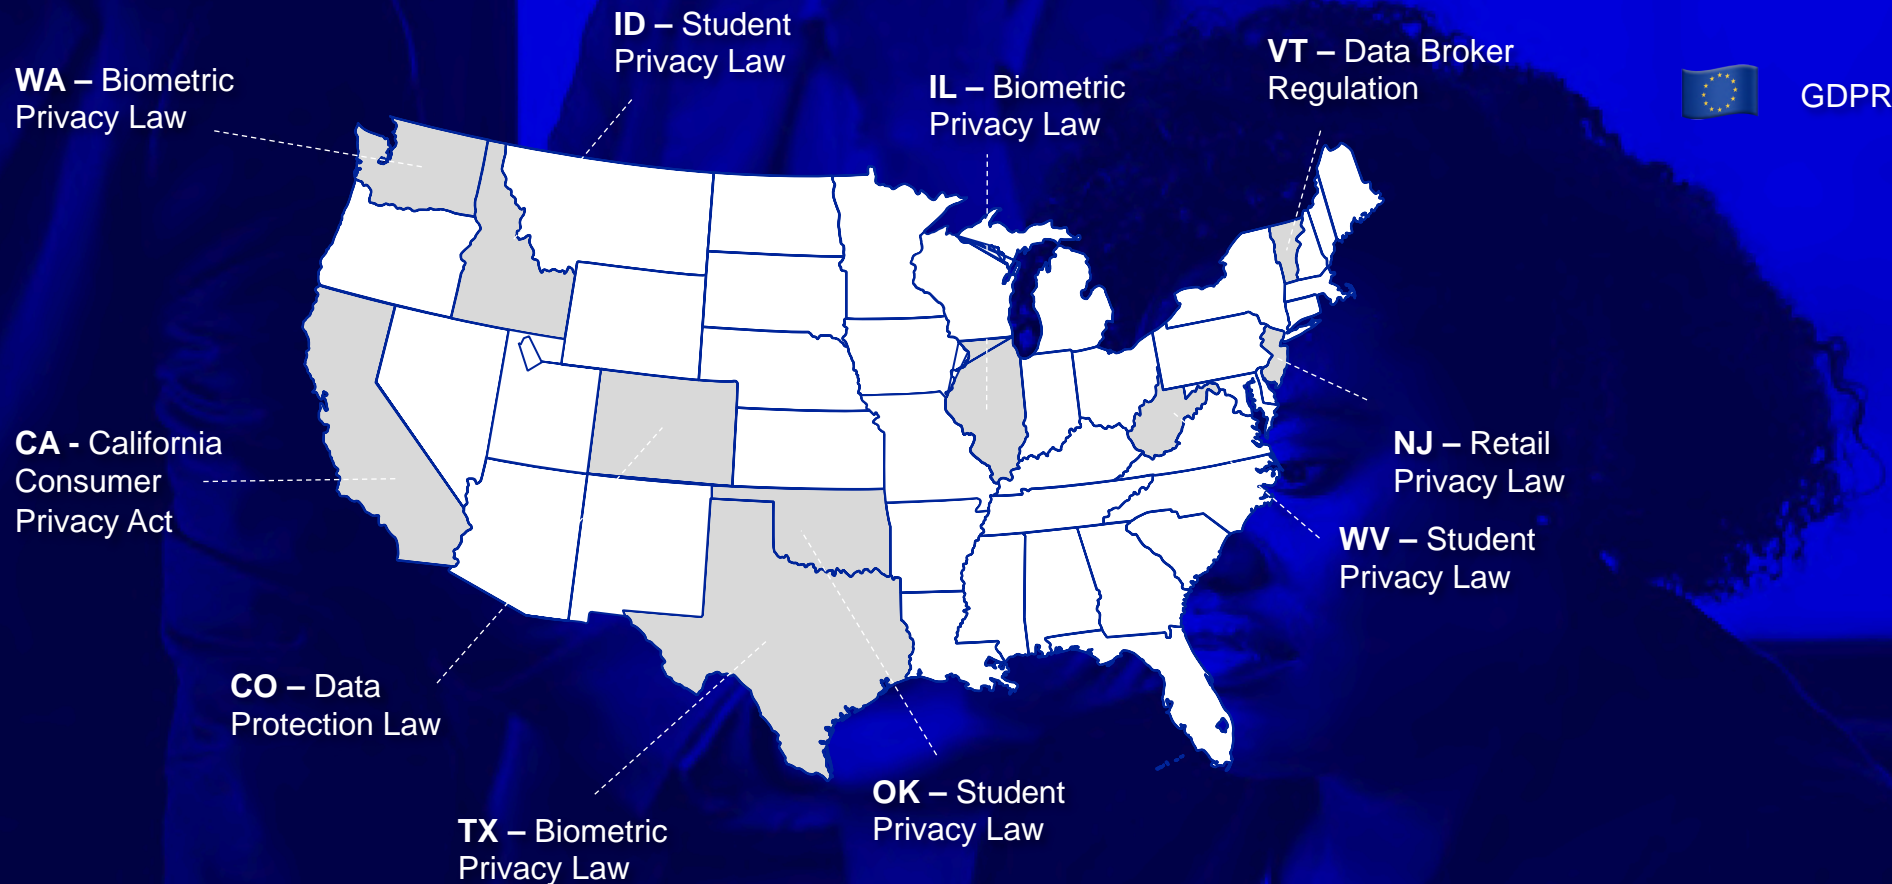 ID – Student
Privacy Law
WA – Biometric
Privacy Law
IL – Biometric
Privacy Law
VT – Data Broker
Regulation
GDPR
CA - California
Consumer
Privacy Act
NJ – Retail
Privacy Law
WV – Student
Privacy Law
CO – Data
Protection Law
OK – Student
Privacy Law
TX – Biometric
Privacy Law